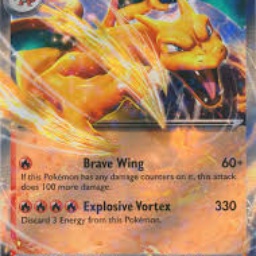 Brave Wing 60+
If this Pokémon has any damage counters on it, this attack
does 100 more damage.
Explosive Vortex 330
Discard 3 Energy from this Pokémon.